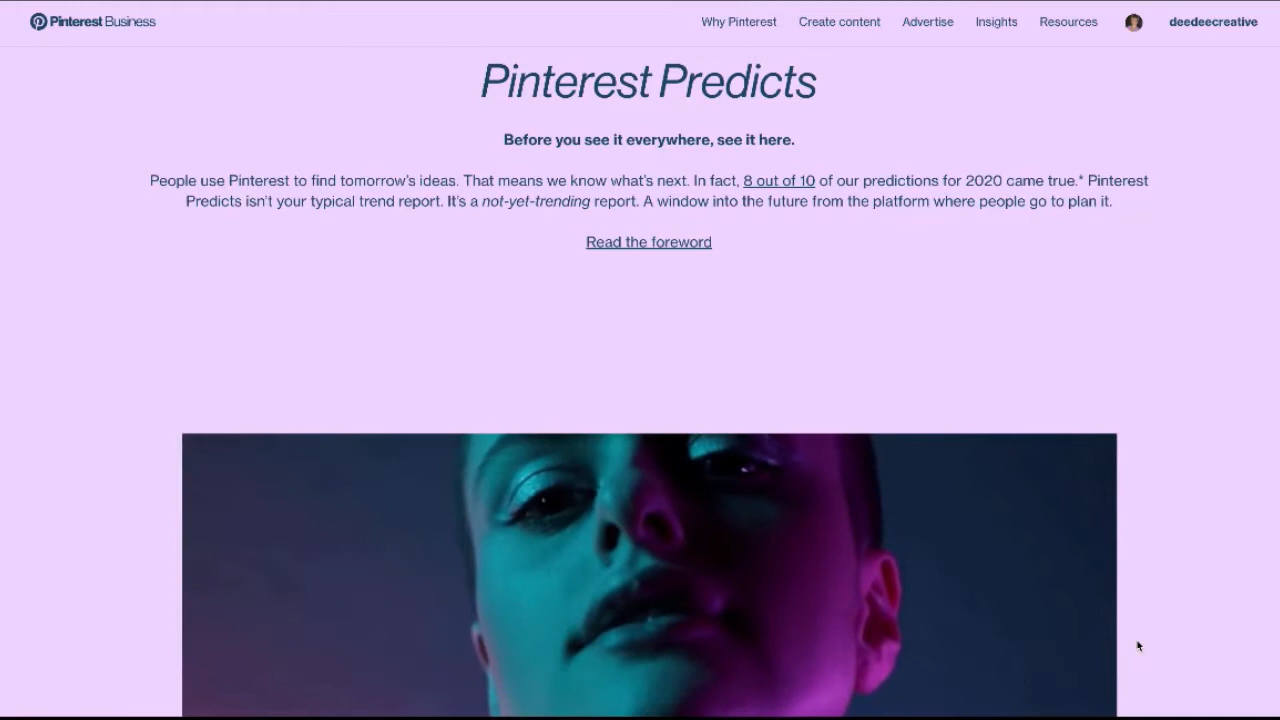 Pinterest Business
Why Pinterest Create content Advertise Insights Resources deedeecreative
Pinterest Predicts
Before you see it everywhere, see it here.
People use Pinterest to find tomorrow’s ideas. That means we know what’s next. In fact, 8 out of 10 of our predictions for 2020 came true.* Pinterest
Predicts isn’t your typical trend report. It’s a not-yet-trending report. A window into the future from the platform where people go to plan it.
Read the foreword